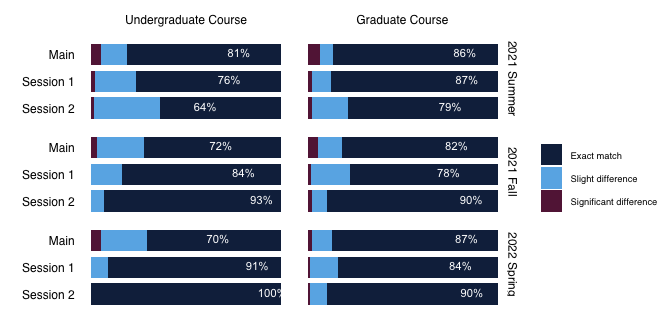 Undergraduate Course Graduate Course
Main 81% 86%
Session 1 76% 87%
Session 2 64% 79%
2021 Summer
Main 72% 82%
Session 1 84% 78%
Session 2 93% 90%
2021 Fall
Main 70% 87%
Session 1 91% 84%
Session 2 100% 90%
2022 Spring
Exact match
Slight difference
Significant difference